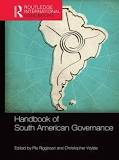 ROUTLEDGE
INTERNATIONAL
HANDBOOKS
Handbook of
South American Governance
Edited by Pía Riggirozzi and Christopher Wylde